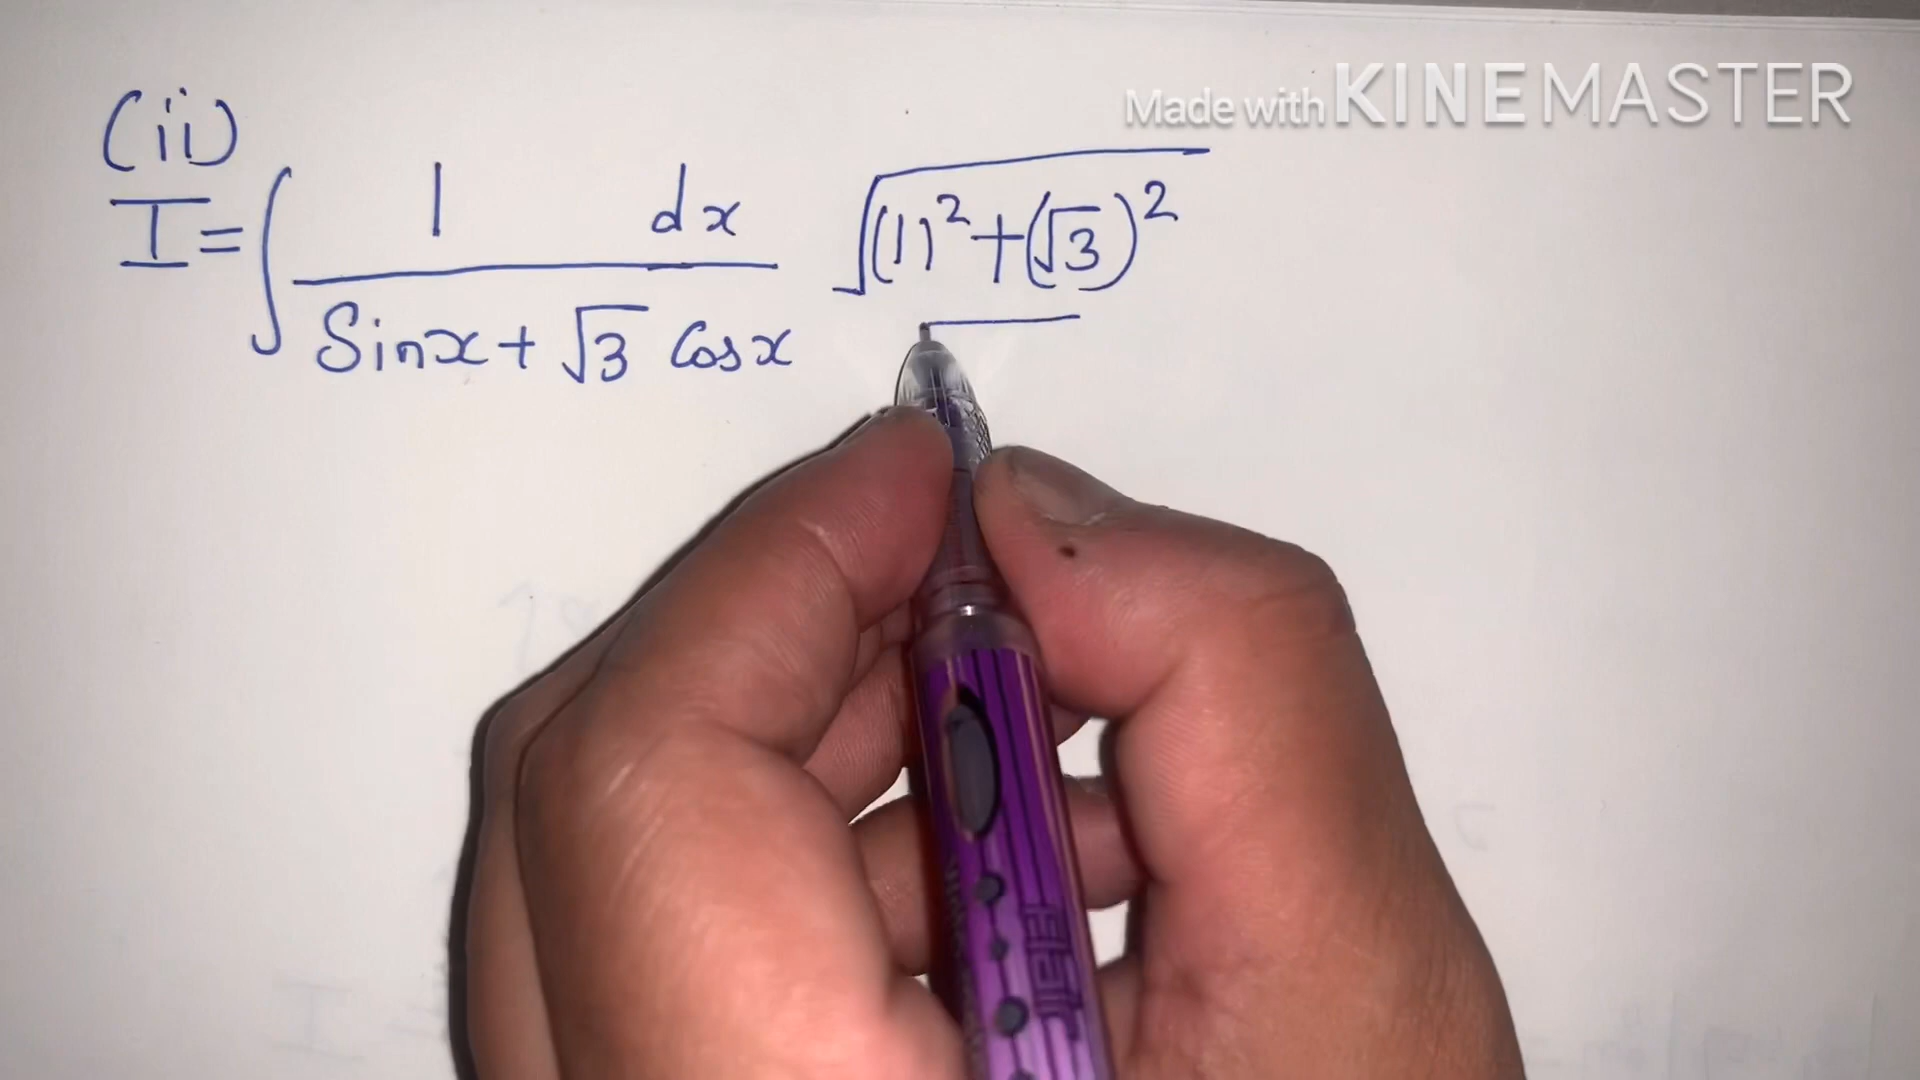 Made with KINEMASTER
(ii)
I = ∫ 1 dx / Sinx + √3 Cosx √(1)² + (√3)²